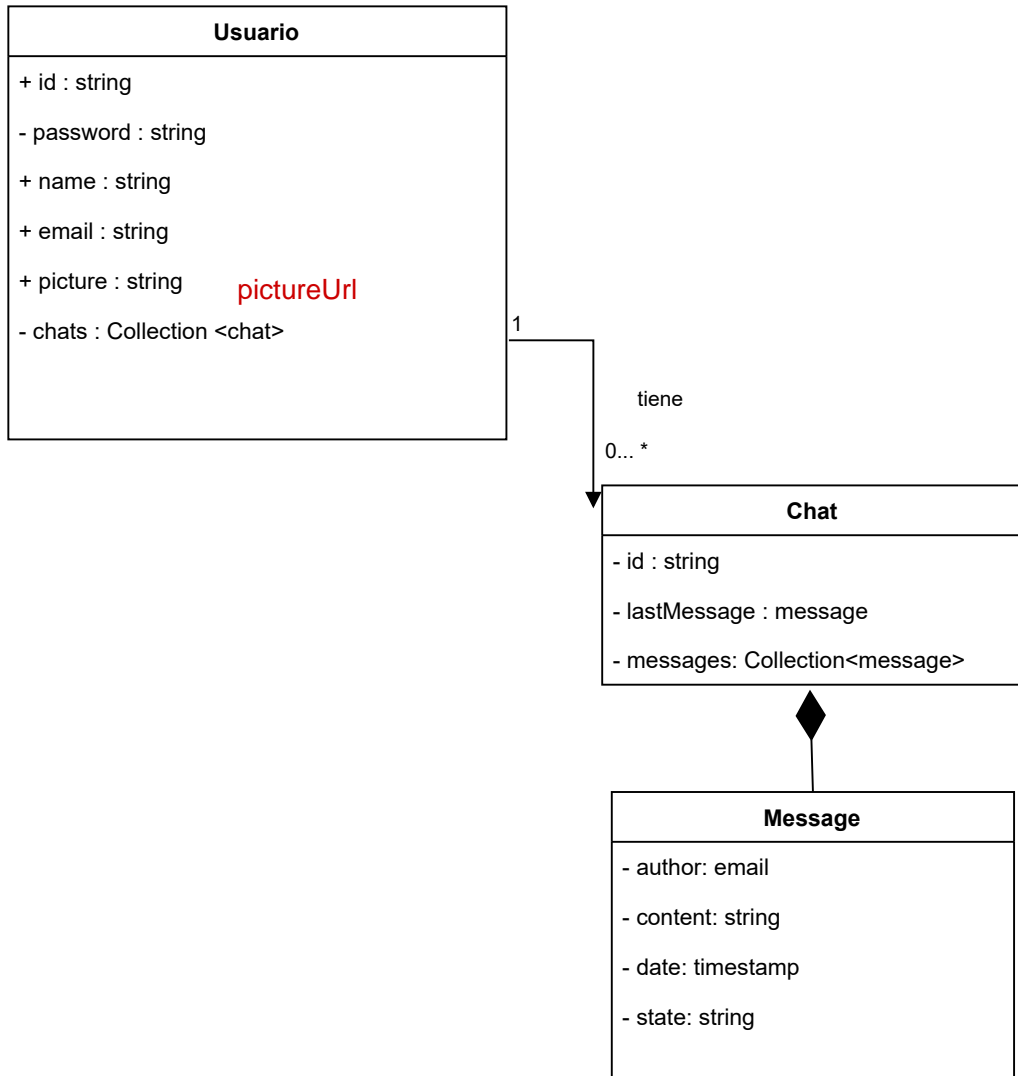 Usuario
+ id : string
- password : string
+ name : string
+ email : string
+ picture : string
pictureUrl
- chats : Collection <chat>
1
tiene
0... *
Chat
- id : string
- lastMessage : message
- messages: Collection<message>
Message
- author: email
- content: string
- date: timestamp
- state: string